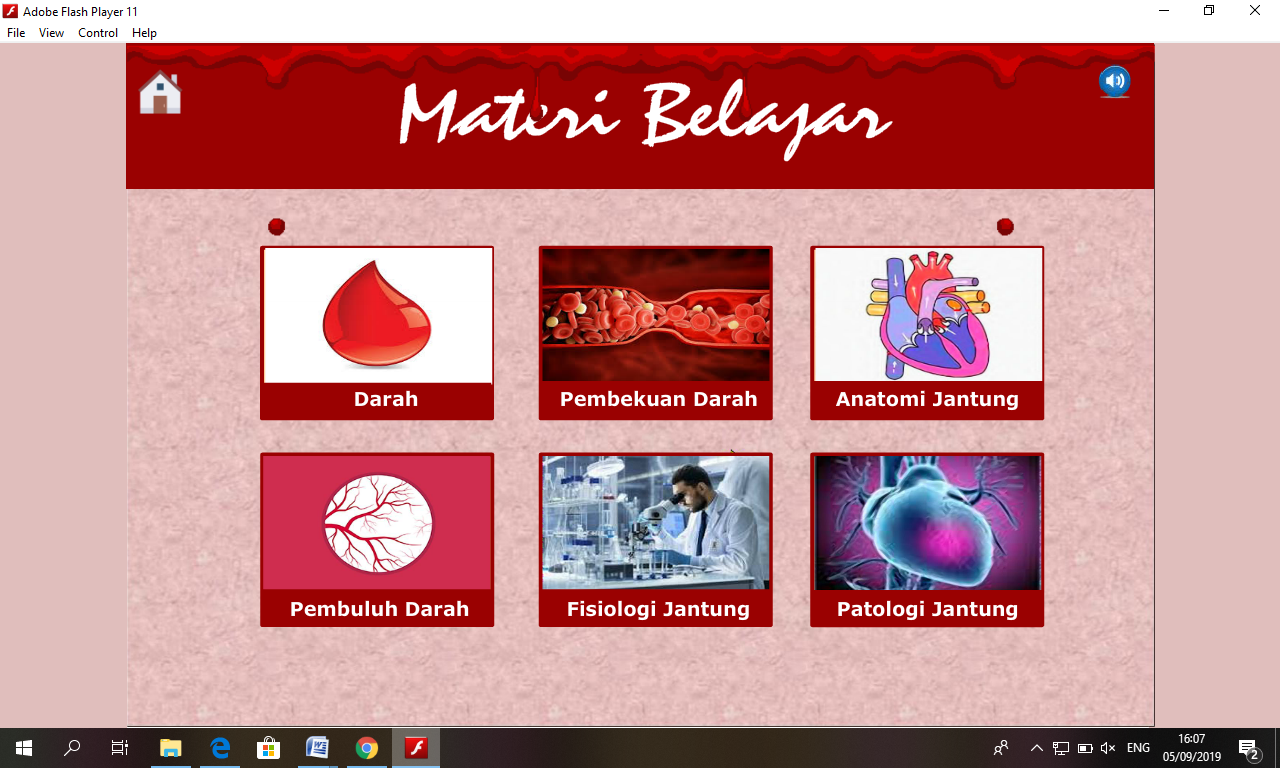 Adobe Flash Player 11
File View Control Help
Materi Belajar
Darah
Pembekuan Darah
Anatomi Jantung
Pembuluh Darah
Fisiologi Jantung
Patologi Jantung
ENG
16:07
05/09/2019
2